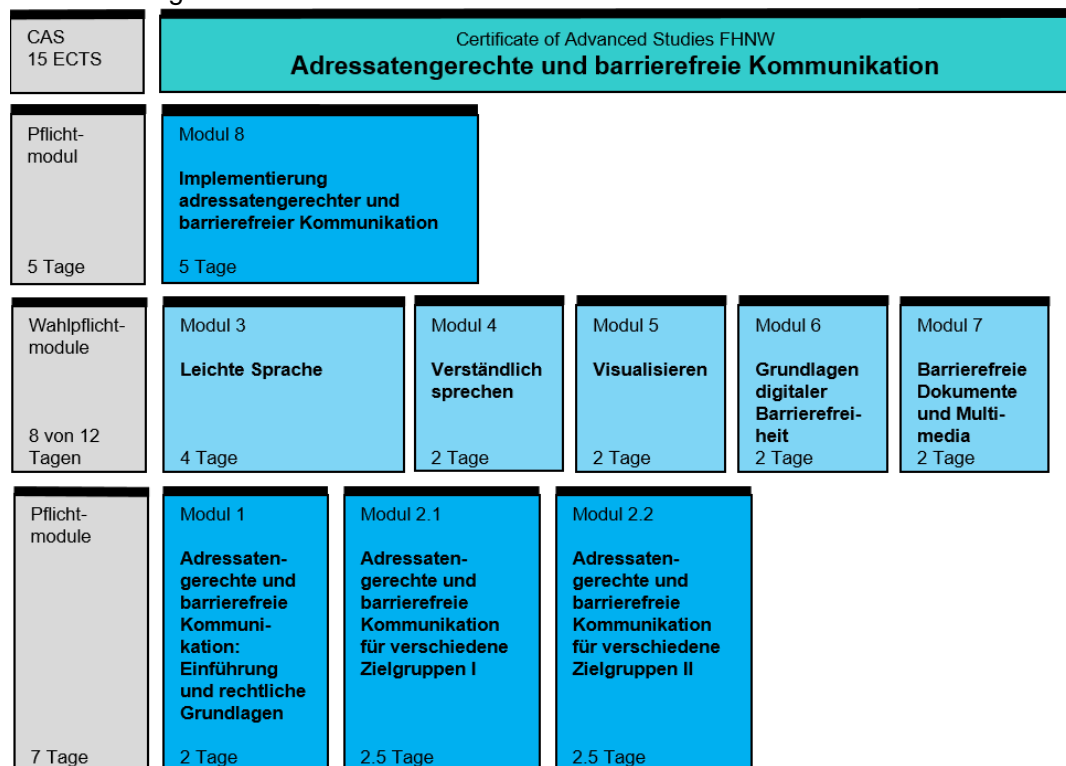 CAS
15 ECTS
Certificate of Advanced Studies FHNW
Adressatengerechte und barrierefreie Kommunikation
Pflicht-
modul
5 Tage
Modul 8
Implementierung
adressatengerechter und
barrierefreier Kommunikation
5 Tage
Wahlpflicht-
module
8 von 12
Tagen
Modul 3
Leichte Sprache
4 Tage
Modul 4
Verständlich
sprechen
2 Tage
Modul 5
Visualisieren
2 Tage
Modul 6
Grundlagen
digitaler
Barrierefrei-
heit
2 Tage
Modul 7
Barrierefreie
Dokumente
und Multi-
media
2 Tage
Pflicht-
module
7 Tage
Modul 1
Adressaten-
gerechte und
barrierefreie
Kommuni-
kation:
Einführung
und rechtliche
Grundlagen
2 Tage
Modul 2.1
Adressaten-
gerechte und
barrierefreie
Kommunikation
für verschiedene
Zielgruppen I
2.5 Tage
Modul 2.2
Adressaten-
gerechte und
barrierefreie
Kommunikation
für verschiedene
Zielgruppen II
2.5 Tage